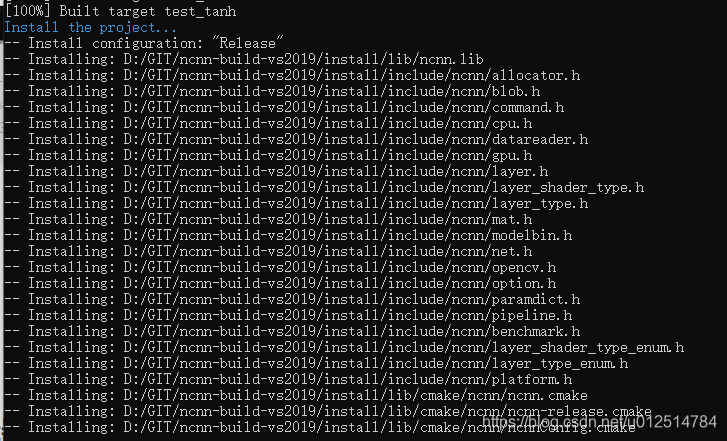 [100%] Built target test_tanh
Install the project...
-- Install configuration: "Release"
-- Installing: D:/GIT/ncnn-build-vs2019/install/lib/ncnn.lib
-- Installing: D:/GIT/ncnn-build-vs2019/install/include/ncnn/allocator.h
-- Installing: D:/GIT/ncnn-build-vs2019/install/include/ncnn/blob.h
-- Installing: D:/GIT/ncnn-build-vs2019/install/include/ncnn/command.h
-- Installing: D:/GIT/ncnn-build-vs2019/install/include/ncnn/cpu.h
-- Installing: D:/GIT/ncnn-build-vs2019/install/include/ncnn/datareader.h
-- Installing: D:/GIT/ncnn-build-vs2019/install/include/ncnn/gpu.h
-- Installing: D:/GIT/ncnn-build-vs2019/install/include/ncnn/layer.h
-- Installing: D:/GIT/ncnn-build-vs2019/install/include/ncnn/layer_shader_type.h
-- Installing: D:/GIT/ncnn-build-vs2019/install/include/ncnn/layer_type.h
-- Installing: D:/GIT/ncnn-build-vs2019/install/include/ncnn/mat.h
-- Installing: D:/GIT/ncnn-build-vs2019/install/include/ncnn/modelbin.h
-- Installing: D:/GIT/ncnn-build-vs2019/install/include/ncnn/net.h
-- Installing: D:/GIT/ncnn-build-vs2019/install/include/ncnn/opencv.h
-- Installing: D:/GIT/ncnn-build-vs2019/install/include/ncnn/option.h
-- Installing: D:/GIT/ncnn-build-vs2019/install/include/ncnn/paramdict.h
-- Installing: D:/GIT/ncnn-build-vs2019/install/include/ncnn/pipeline.h
-- Installing: D:/GIT/ncnn-build-vs2019/install/include/ncnn/benchmark.h
-- Installing: D:/GIT/ncnn-build-vs2019/install/include/ncnn/layer_shader_type_enum.h
-- Installing: D:/GIT/ncnn-build-vs2019/install/include/ncnn/layer_type_enum.h
-- Installing: D:/GIT/ncnn-build-vs2019/install/include/ncnn/platform.h
-- Installing: D:/GIT/ncnn-build-vs2019/install/lib/cmake/ncnn/ncnn.cmake
-- Installing: D:/GIT/ncnn-build-vs2019/install/lib/cmake/ncnn/ncnn-release.cmake
-- Installing: D:/GIT/ncnn-build-vs2019/install/lib/cmake/ncnn/ncnnConfig.cmake
https://blog.csdn.net/u012514784